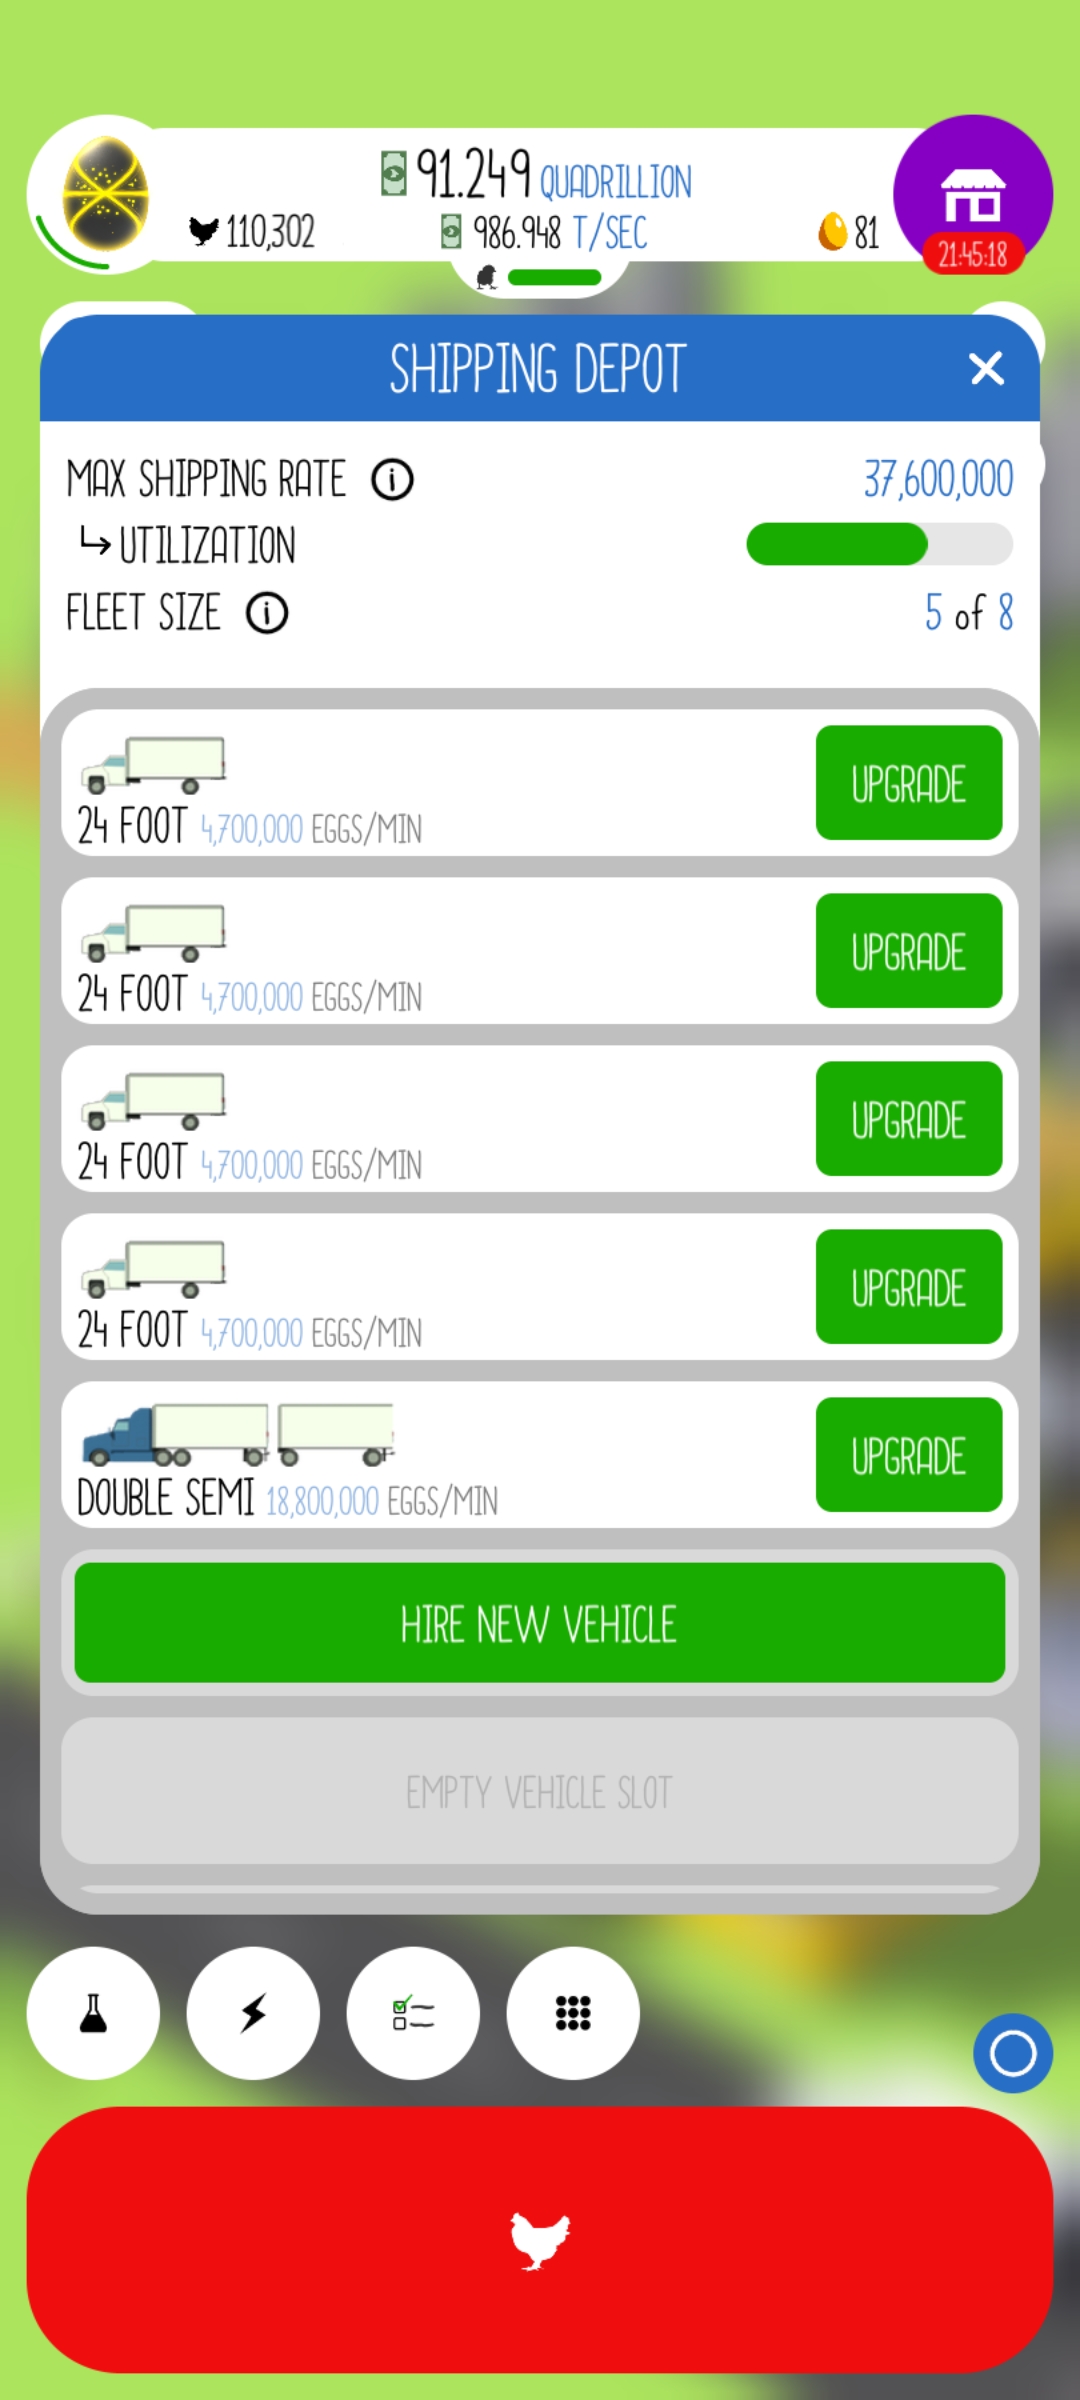 91.249 QUADRILLION
110,302
986.948 T/SEC
81
21:45:18
SHIPPING DEPOT
MAX SHIPPING RATE
37,600,000
UTILIZATION
FLEET SIZE
5 of 8
24 FOOT 4,700,000 EGGS/MIN
UPGRADE
24 FOOT 4,700,000 EGGS/MIN
UPGRADE
24 FOOT 4,700,000 EGGS/MIN
UPGRADE
24 FOOT 4,700,000 EGGS/MIN
UPGRADE
DOUBLE SEMI 18,800,000 EGGS/MIN
UPGRADE
HIRE NEW VEHICLE
EMPTY VEHICLE SLOT